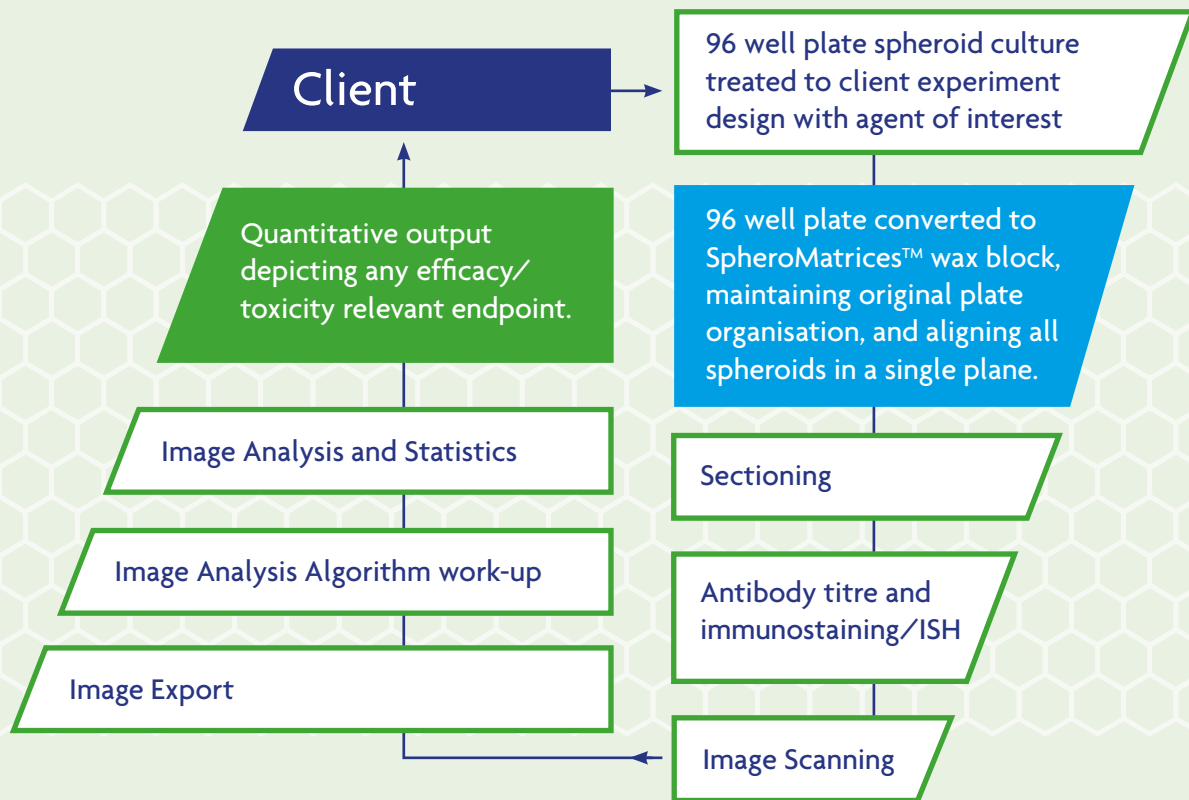 Client
96 well plate spheroid culture
treated to client experiment
design with agent of interest
96 well plate converted to
SpheroMatrices™ wax block,
maintaining original plate
organisation, and aligning all
spheroids in a single plane.
Sectioning
Antibody titre and
immunostaining/ISH
Image Scanning
Image Export
Image Analysis Algorithm work-up
Image Analysis and Statistics
Quantitative output
depicting any efficacy/
toxicity relevant endpoint.